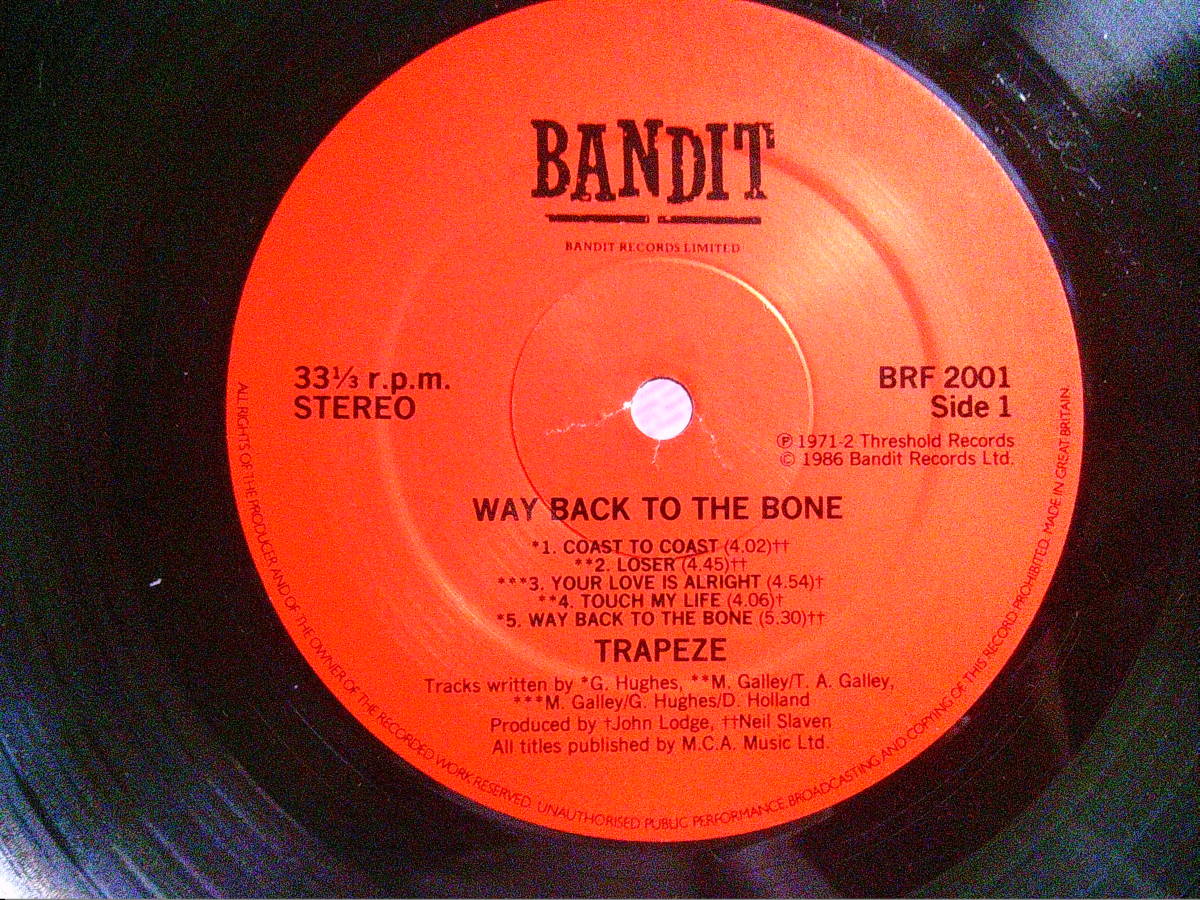 BANDIT
BANDIT RECORDS LIMITED
33⅓ r.p.m.
STEREO
BRF 2001
Side 1
℗ 1971-2 Threshold Records
© 1986 Bandit Records Ltd.
WAY BACK TO THE BONE
*1. COAST TO COAST (4.02)††
**2. LOSER (4.45)††
***3. YOUR LOVE IS ALRIGHT (4.54)†
**4. TOUCH MY LIFE (4.06)†
*5. WAY BACK TO THE BONE (5.30)††
TRAPEZE
Tracks written by *G. Hughes, **M. Galley/T. A. Galley,
***M. Galley/G. Hughes/D. Holland
Produced by †John Lodge, ††Neil Slaven
All titles published by M.C.A. Music Ltd.
ALL RIGHTS OF THE PRODUCER AND OF THE OWNER OF THE RECORDED WORK RESERVED. UNAUTHORISED PUBLIC PERFORMANCE, BROADCASTING AND COPYING OF THIS RECORD PROHIBITED. MADE IN GREAT BRITAIN